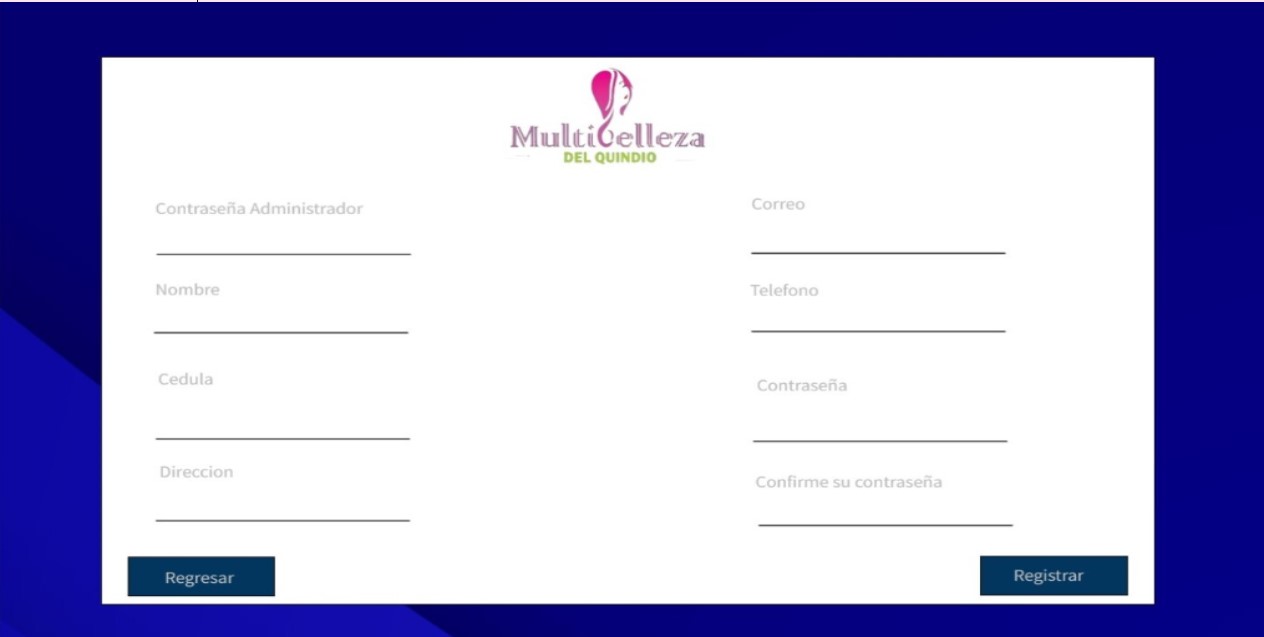 Multibelleza
DEL QUINDIO
Contraseña Administrador
Correo
Nombre
Telefono
Cedula
Contraseña
Direccion
Confirme su contraseña
Regresar
Registrar